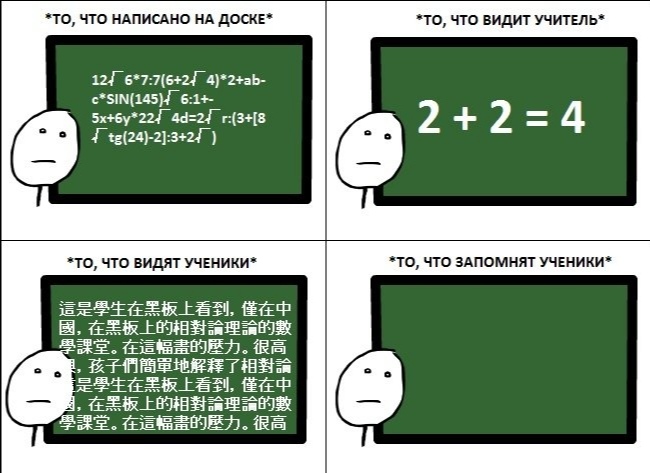 *ТО, ЧТО НАПИСАНО НА ДОСКЕ*
12√ 6*7:7(6+2√ 4)*2+ab-
c*SIN(145)√ 6:1+-
5x+6y*22√ 4d=2√ r:(3+[8
√ tg(24)-2]:3+2√ )
*ТО, ЧТО ВИДИТ УЧИТЕЛЬ*
2 + 2 = 4
*ТО, ЧТО ВИДЯТ УЧЕНИКИ*
這是學生在黑板上看到, 僅在中
國, 在黑板上的相對論理論的數
學課堂。在這幅畫的壓力。很高
, 孩子們簡單地解釋了相對論
這是學生在黑板上看到, 僅在中
國, 在黑板上的相對論理論的數
學課堂。在這幅畫的壓力。很高
*ТО, ЧТО ЗАПОМНЯТ УЧЕНИКИ*